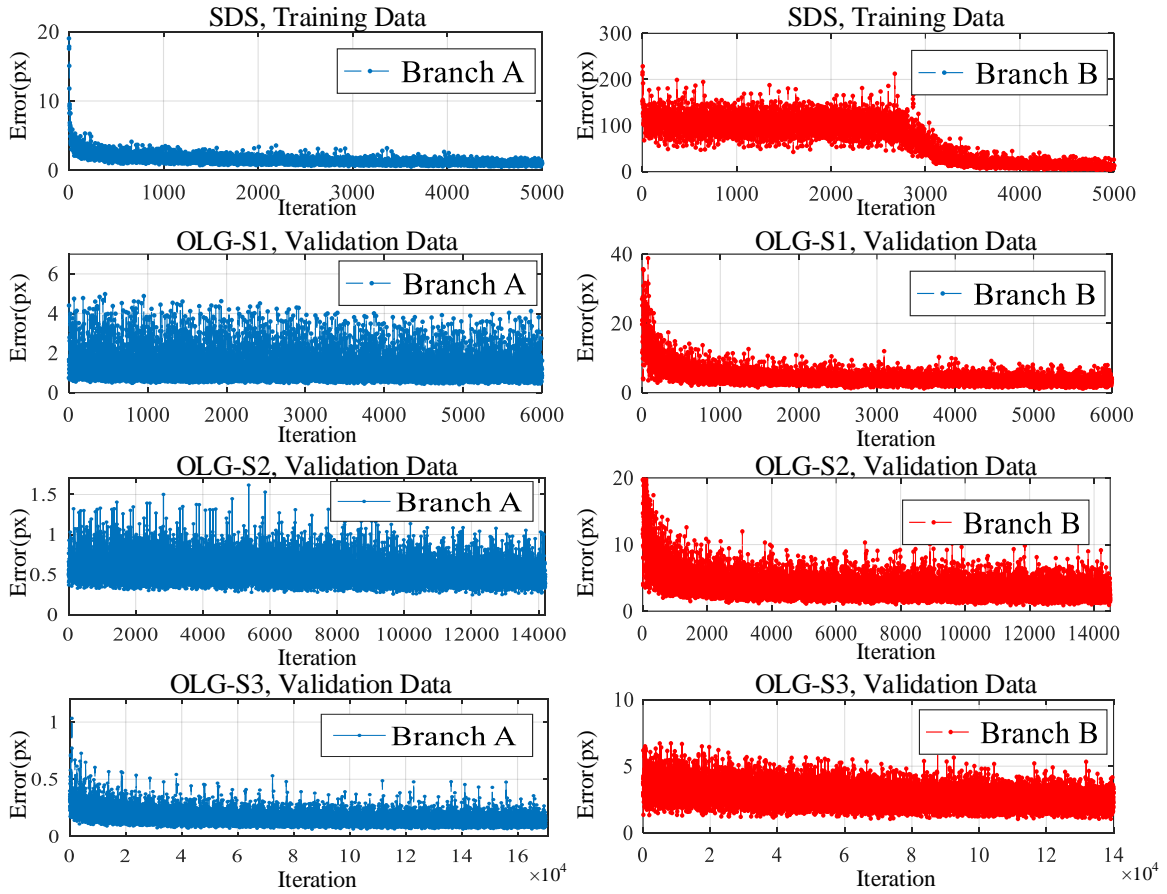 SDS, Training Data
Error(px)
20
10
0
Branch A
0 1000 2000 3000 4000 5000
Iteration
SDS, Training Data
Error(px)
300
200
100
0
Branch B
0 1000 2000 3000 4000 5000
Iteration
OLG-S1, Validation Data
Error(px)
6
4
2
0
Branch A
0 1000 2000 3000 4000 5000 6000
Iteration
OLG-S1, Validation Data
Error(px)
40
20
0
Branch B
0 1000 2000 3000 4000 5000 6000
Iteration
OLG-S2, Validation Data
Error(px)
1.5
1
0.5
0
Branch A
0 2000 4000 6000 8000 10000 12000 14000
Iteration
OLG-S2, Validation Data
Error(px)
20
10
0
Branch B
0 2000 4000 6000 8000 10000 12000 14000
Iteration
OLG-S3, Validation Data
Error(px)
1
0.5
0
Branch A
0 2 4 6 8 10 12 14 16
×10⁴
Iteration
OLG-S3, Validation Data
Error(px)
10
5
0
Branch B
0 2 4 6 8 10 12 14
×10⁴
Iteration